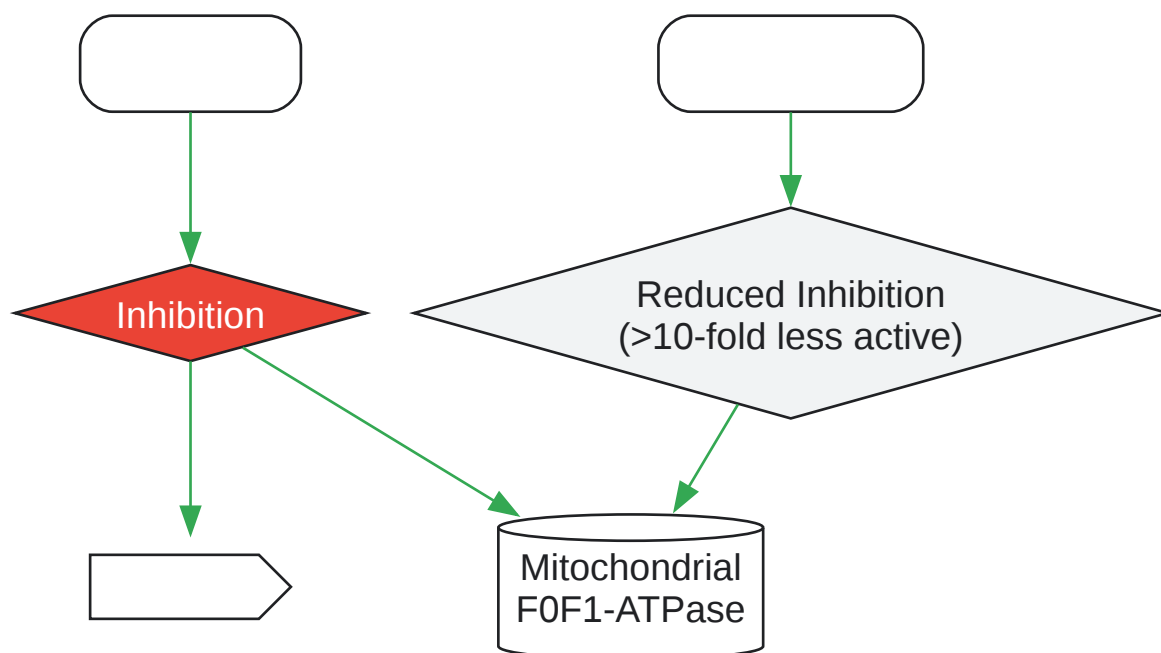 Inhibition
Reduced Inhibition
(>10-fold less active)
Mitochondrial
F0F1-ATPase